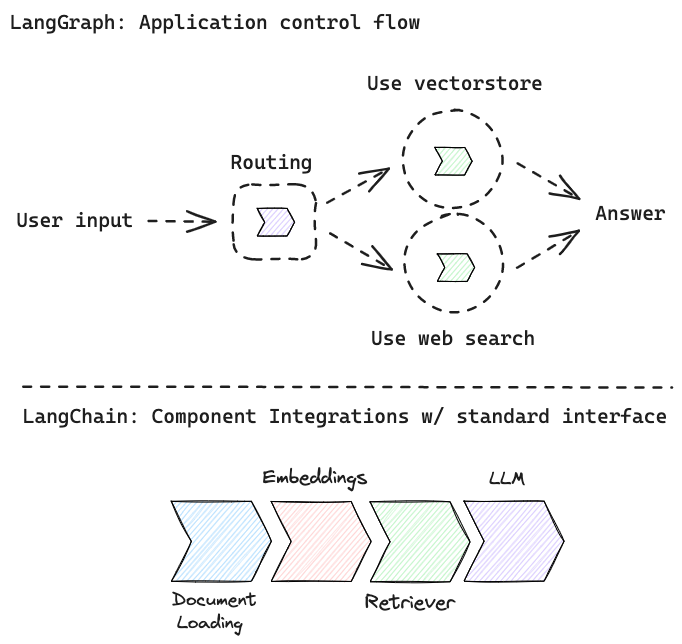 LangGraph: Application control flow
Use vectorstore
Routing
User input
Answer
Use web search
LangChain: Component Integrations w/ standard interface
Embeddings
LLM
Document
Loading
Retriever